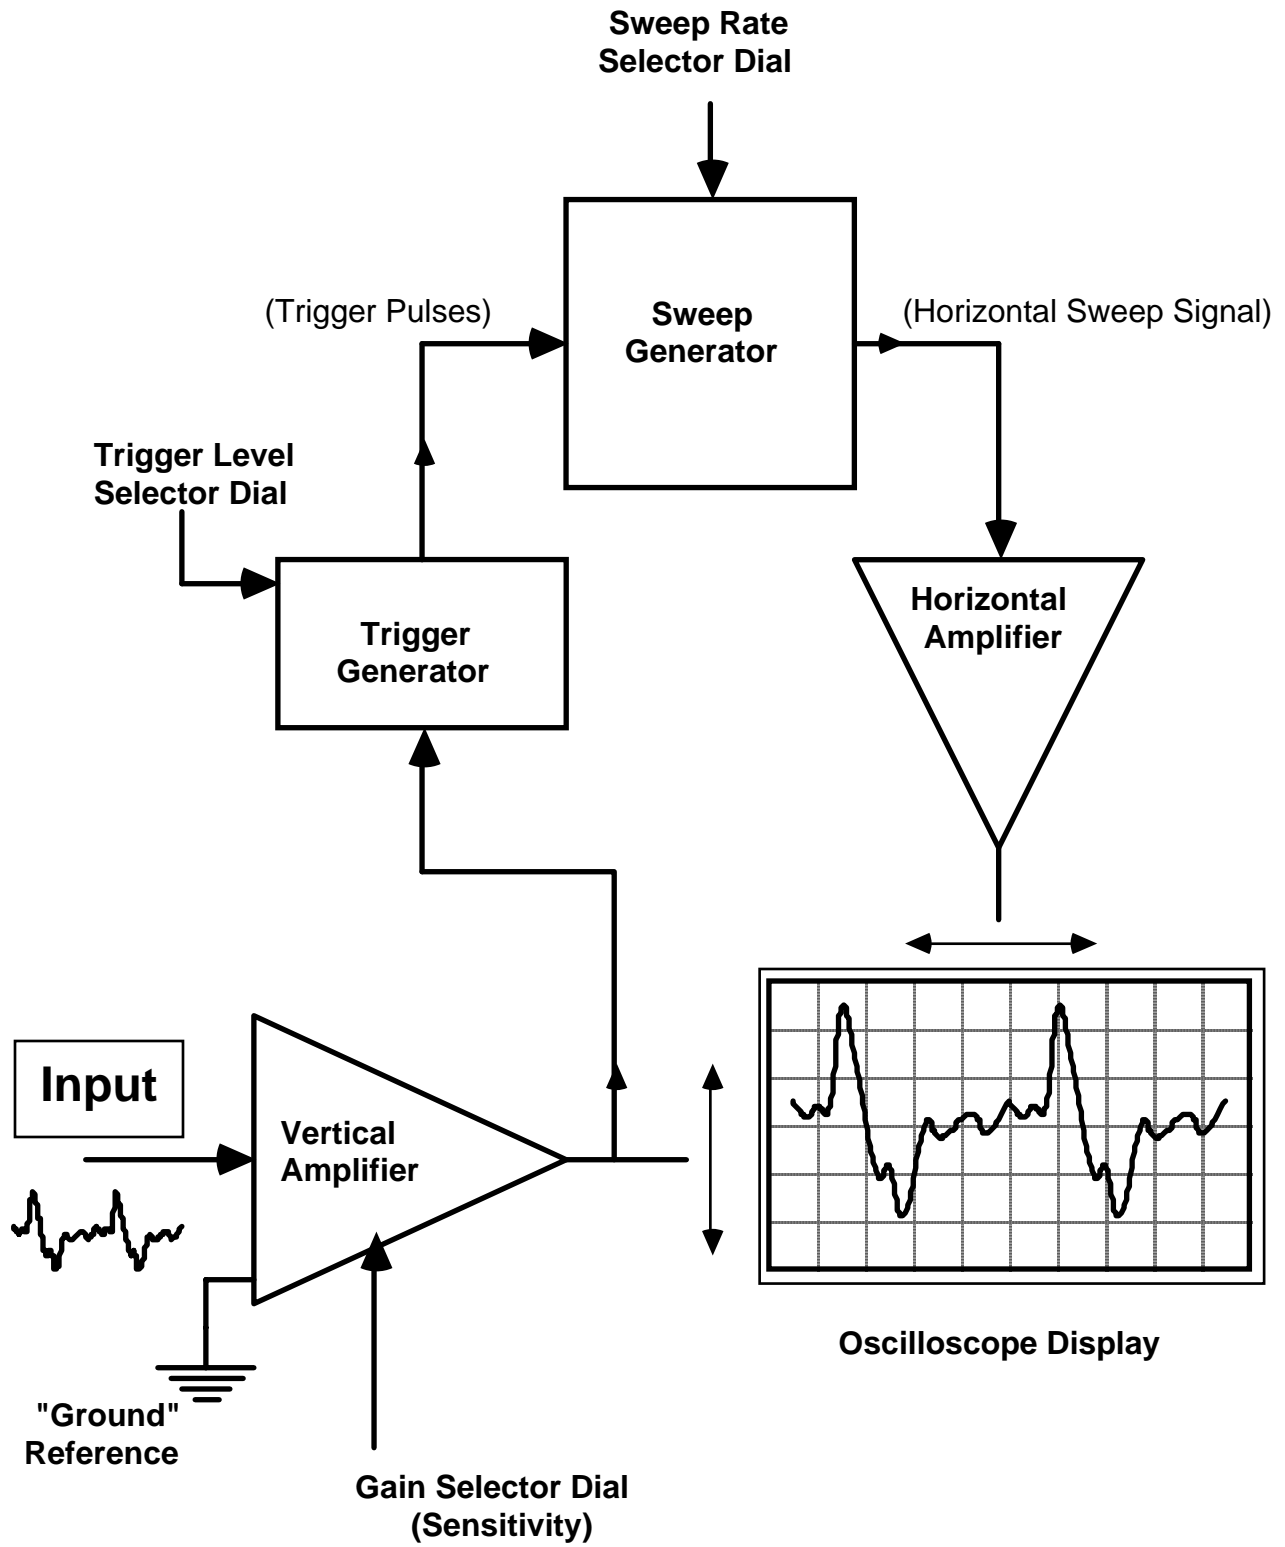 Sweep Rate
Selector Dial
(Trigger Pulses)
Sweep
Generator
(Horizontal Sweep Signal)
Trigger Level
Selector Dial
Trigger
Generator
Horizontal
Amplifier
Input
Vertical
Amplifier
Oscilloscope Display
"Ground"
Reference
Gain Selector Dial
(Sensitivity)